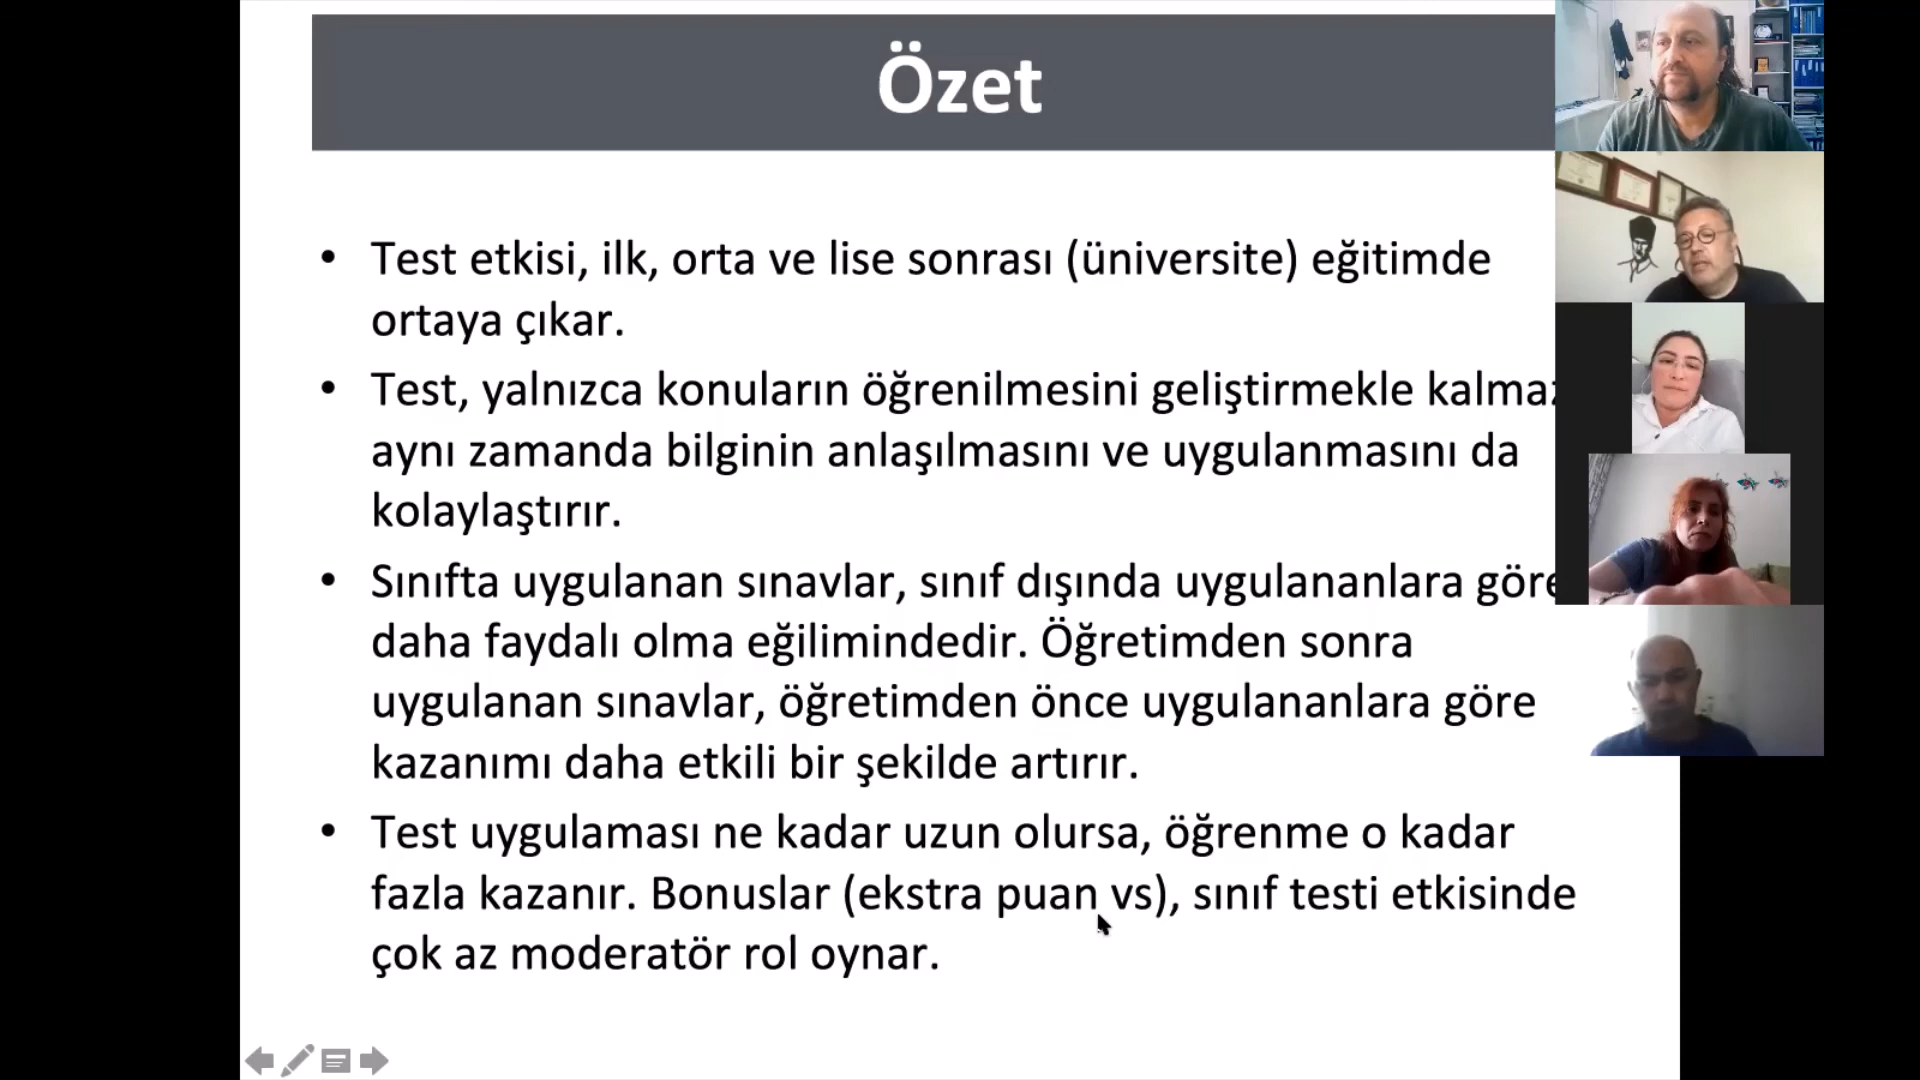 Özet
• Test etkisi, ilk, orta ve lise sonrası (üniversite) eğitimde
ortaya çıkar.
• Test, yalnızca konuların öğrenilmesini geliştirmekle kalmaz
aynı zamanda bilginin anlaşılmasını ve uygulanmasını da
kolaylaştırır.
• Sınıfta uygulanan sınavlar, sınıf dışında uygulananlara göre
daha faydalı olma eğilimindedir. Öğretimden sonra
uygulanan sınavlar, öğretimden önce uygulananlara göre
kazanımı daha etkili bir şekilde artırır.
• Test uygulaması ne kadar uzun olursa, öğrenme o kadar
fazla kazanır. Bonuslar (ekstra puan vs), sınıf testi etkisinde
çok az moderatör rol oynar.